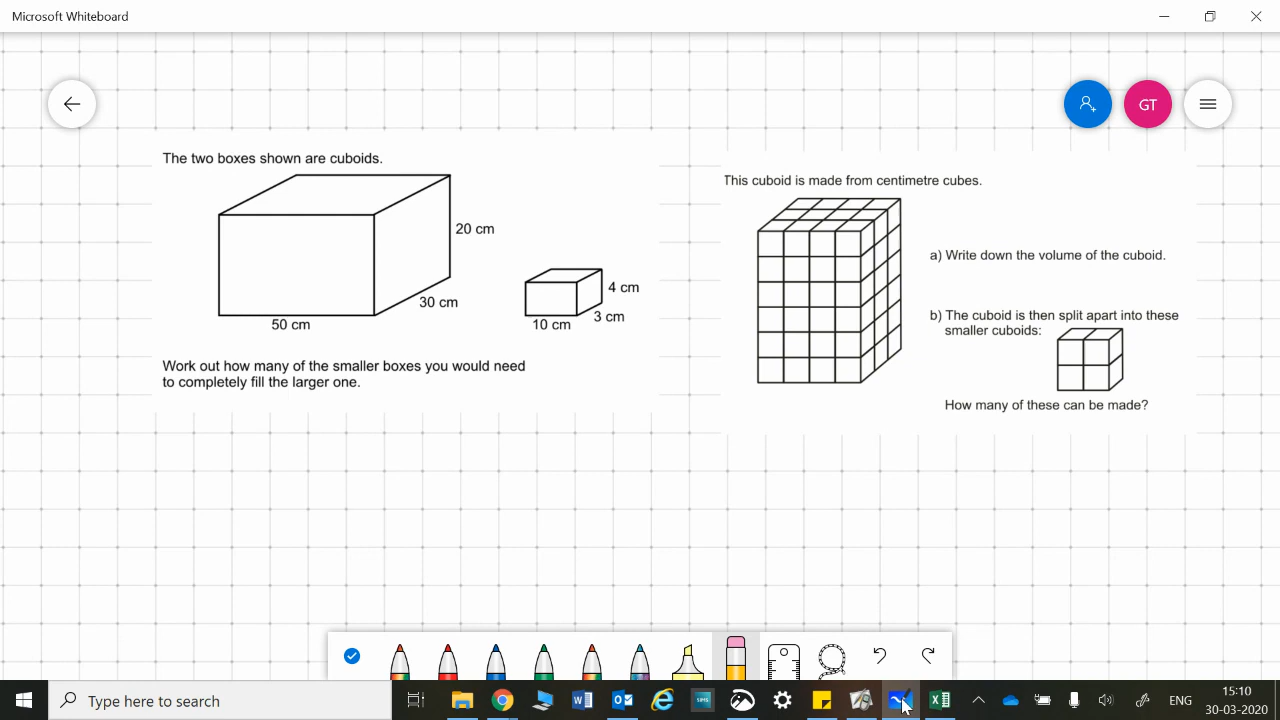 Microsoft Whiteboard
GT
The two boxes shown are cuboids.
20 cm
30 cm
50 cm
4 cm
3 cm
10 cm
Work out how many of the smaller boxes you would need
to completely fill the larger one.
This cuboid is made from centimetre cubes.
a) Write down the volume of the cuboid.
b) The cuboid is then split apart into these
smaller cuboids:
How many of these can be made?
Type here to search
SIMS
ENG
15:10
30-03-2020